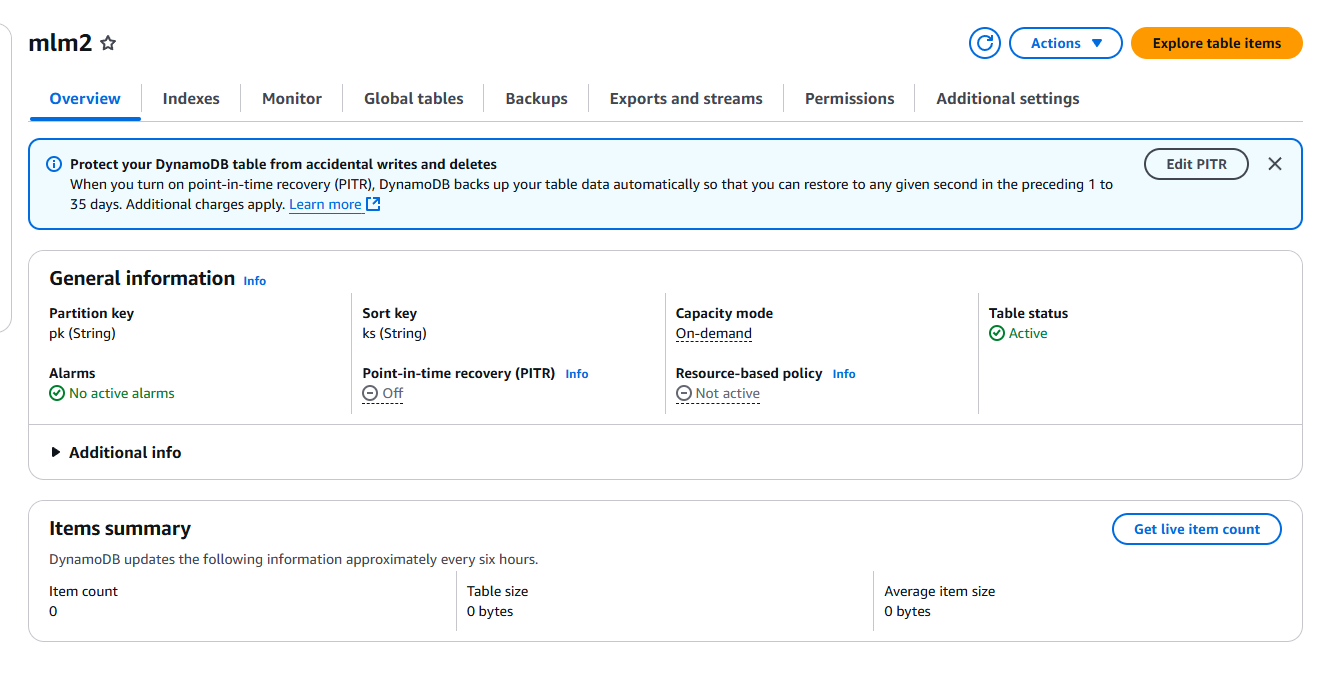 mlm2
Actions
Explore table items
Overview
Indexes
Monitor
Global tables
Backups
Exports and streams
Permissions
Additional settings
Protect your DynamoDB table from accidental writes and deletes
When you turn on point-in-time recovery (PITR), DynamoDB backs up your table data automatically so that you can restore to any given second in the preceding 1 to
35 days. Additional charges apply. Learn more
Edit PITR
General information Info
Partition key
pk (String)
Sort key
ks (String)
Capacity mode
On-demand
Table status
Active
Alarms
No active alarms
Point-in-time recovery (PITR) Info
Off
Resource-based policy Info
Not active
Additional info
Items summary
Get live item count
DynamoDB updates the following information approximately every six hours.
Item count
0
Table size
0 bytes
Average item size
0 bytes